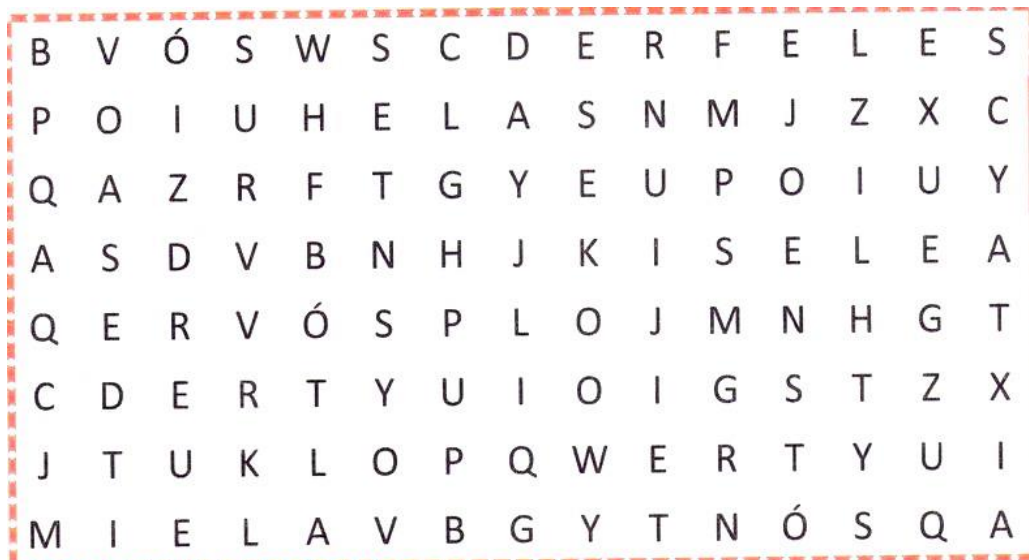 B V Ó S W S C D E R F E L E S
P O I U H E L A S N M J Z X C
Q A Z R F T G Y E U P O I U Y
A S D V B N H J K I S E L E A
Q E R V Ó S P L O J M N H G T
C D E R T Y U I O I G S T Z X
J T U K L O P Q W E R T Y U I
M I E L A V B G Y T N Ó S Q A